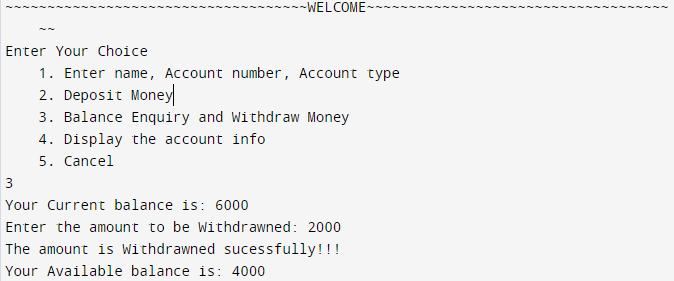 ~~~~~~~~~~~~~~~~~~~~~~~~~~~~~~~~~~~~WELCOME~~~~~~~~~~~~~~~~~~~~~~~~~~~~~~~~~~~~
~~
Enter Your Choice
1. Enter name, Account number, Account type
2. Deposit Money
3. Balance Enquiry and Withdraw Money
4. Display the account info
5. Cancel
3
Your Current balance is: 6000
Enter the amount to be Withdrawned: 2000
The amount is Withdrawned sucessfully!!!
Your Available balance is: 4000